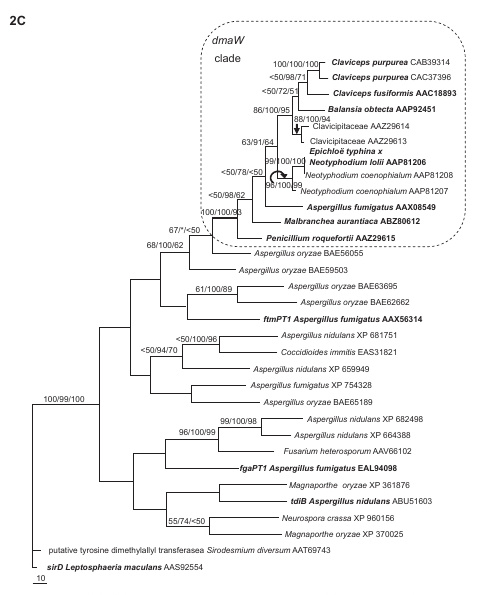 2C
dmaW
clade
100/100/100
Claviceps purpurea CAB39314
<50/98/71
Claviceps purpurea CAC37396
<50/72/51
Claviceps fusiformis AAC18893
86/100/95
Balansia obtecta AAP92451
88/100/94
Clavicipitaceae AAZ29614
63/91/64
Clavicipitaceae AAZ29613
Epichloë typhina x
99/100/100
Neotyphodium lolii AAP81206
<50/78/<50
Neotyphodium coenophialum AAP81208
96/100/99
Neotyphodium coenophialum AAP81207
<50/98/62
Aspergillus fumigatus AAX08549
100/100/93
Malbranchea aurantiaca ABZ80612
67/*/<50
Penicillium roquefortii AAZ29615
68/100/62
Aspergillus oryzae BAE56055
Aspergillus oryzae BAE59503
61/100/89
Aspergillus oryzae BAE63695
Aspergillus oryzae BAE62662
ftmPT1 Aspergillus fumigatus AAX56314
<50/100/96
Aspergillus nidulans XP 681751
<50/94/70
Coccidioides immitis EAS31821
Aspergillus nidulans XP 659949
Aspergillus fumigatus XP 754328
100/99/100
Aspergillus oryzae BAE65189
99/100/98
Aspergillus nidulans XP 682498
96/100/99
Aspergillus nidulans XP 664388
Fusarium heterosporum AAV66102
fgaPT1 Aspergillus fumigatus EAL94098
Magnaporthe oryzae XP 361876
tdiB Aspergillus nidulans ABU51603
55/74/<50
Neurospora crassa XP 960156
Magnaporthe oryzae XP 370025
putative tyrosine dimethylallyl transferasea Sirodesmium diversum AAT69743
sirD Leptosphaeria maculans AAS92554
10